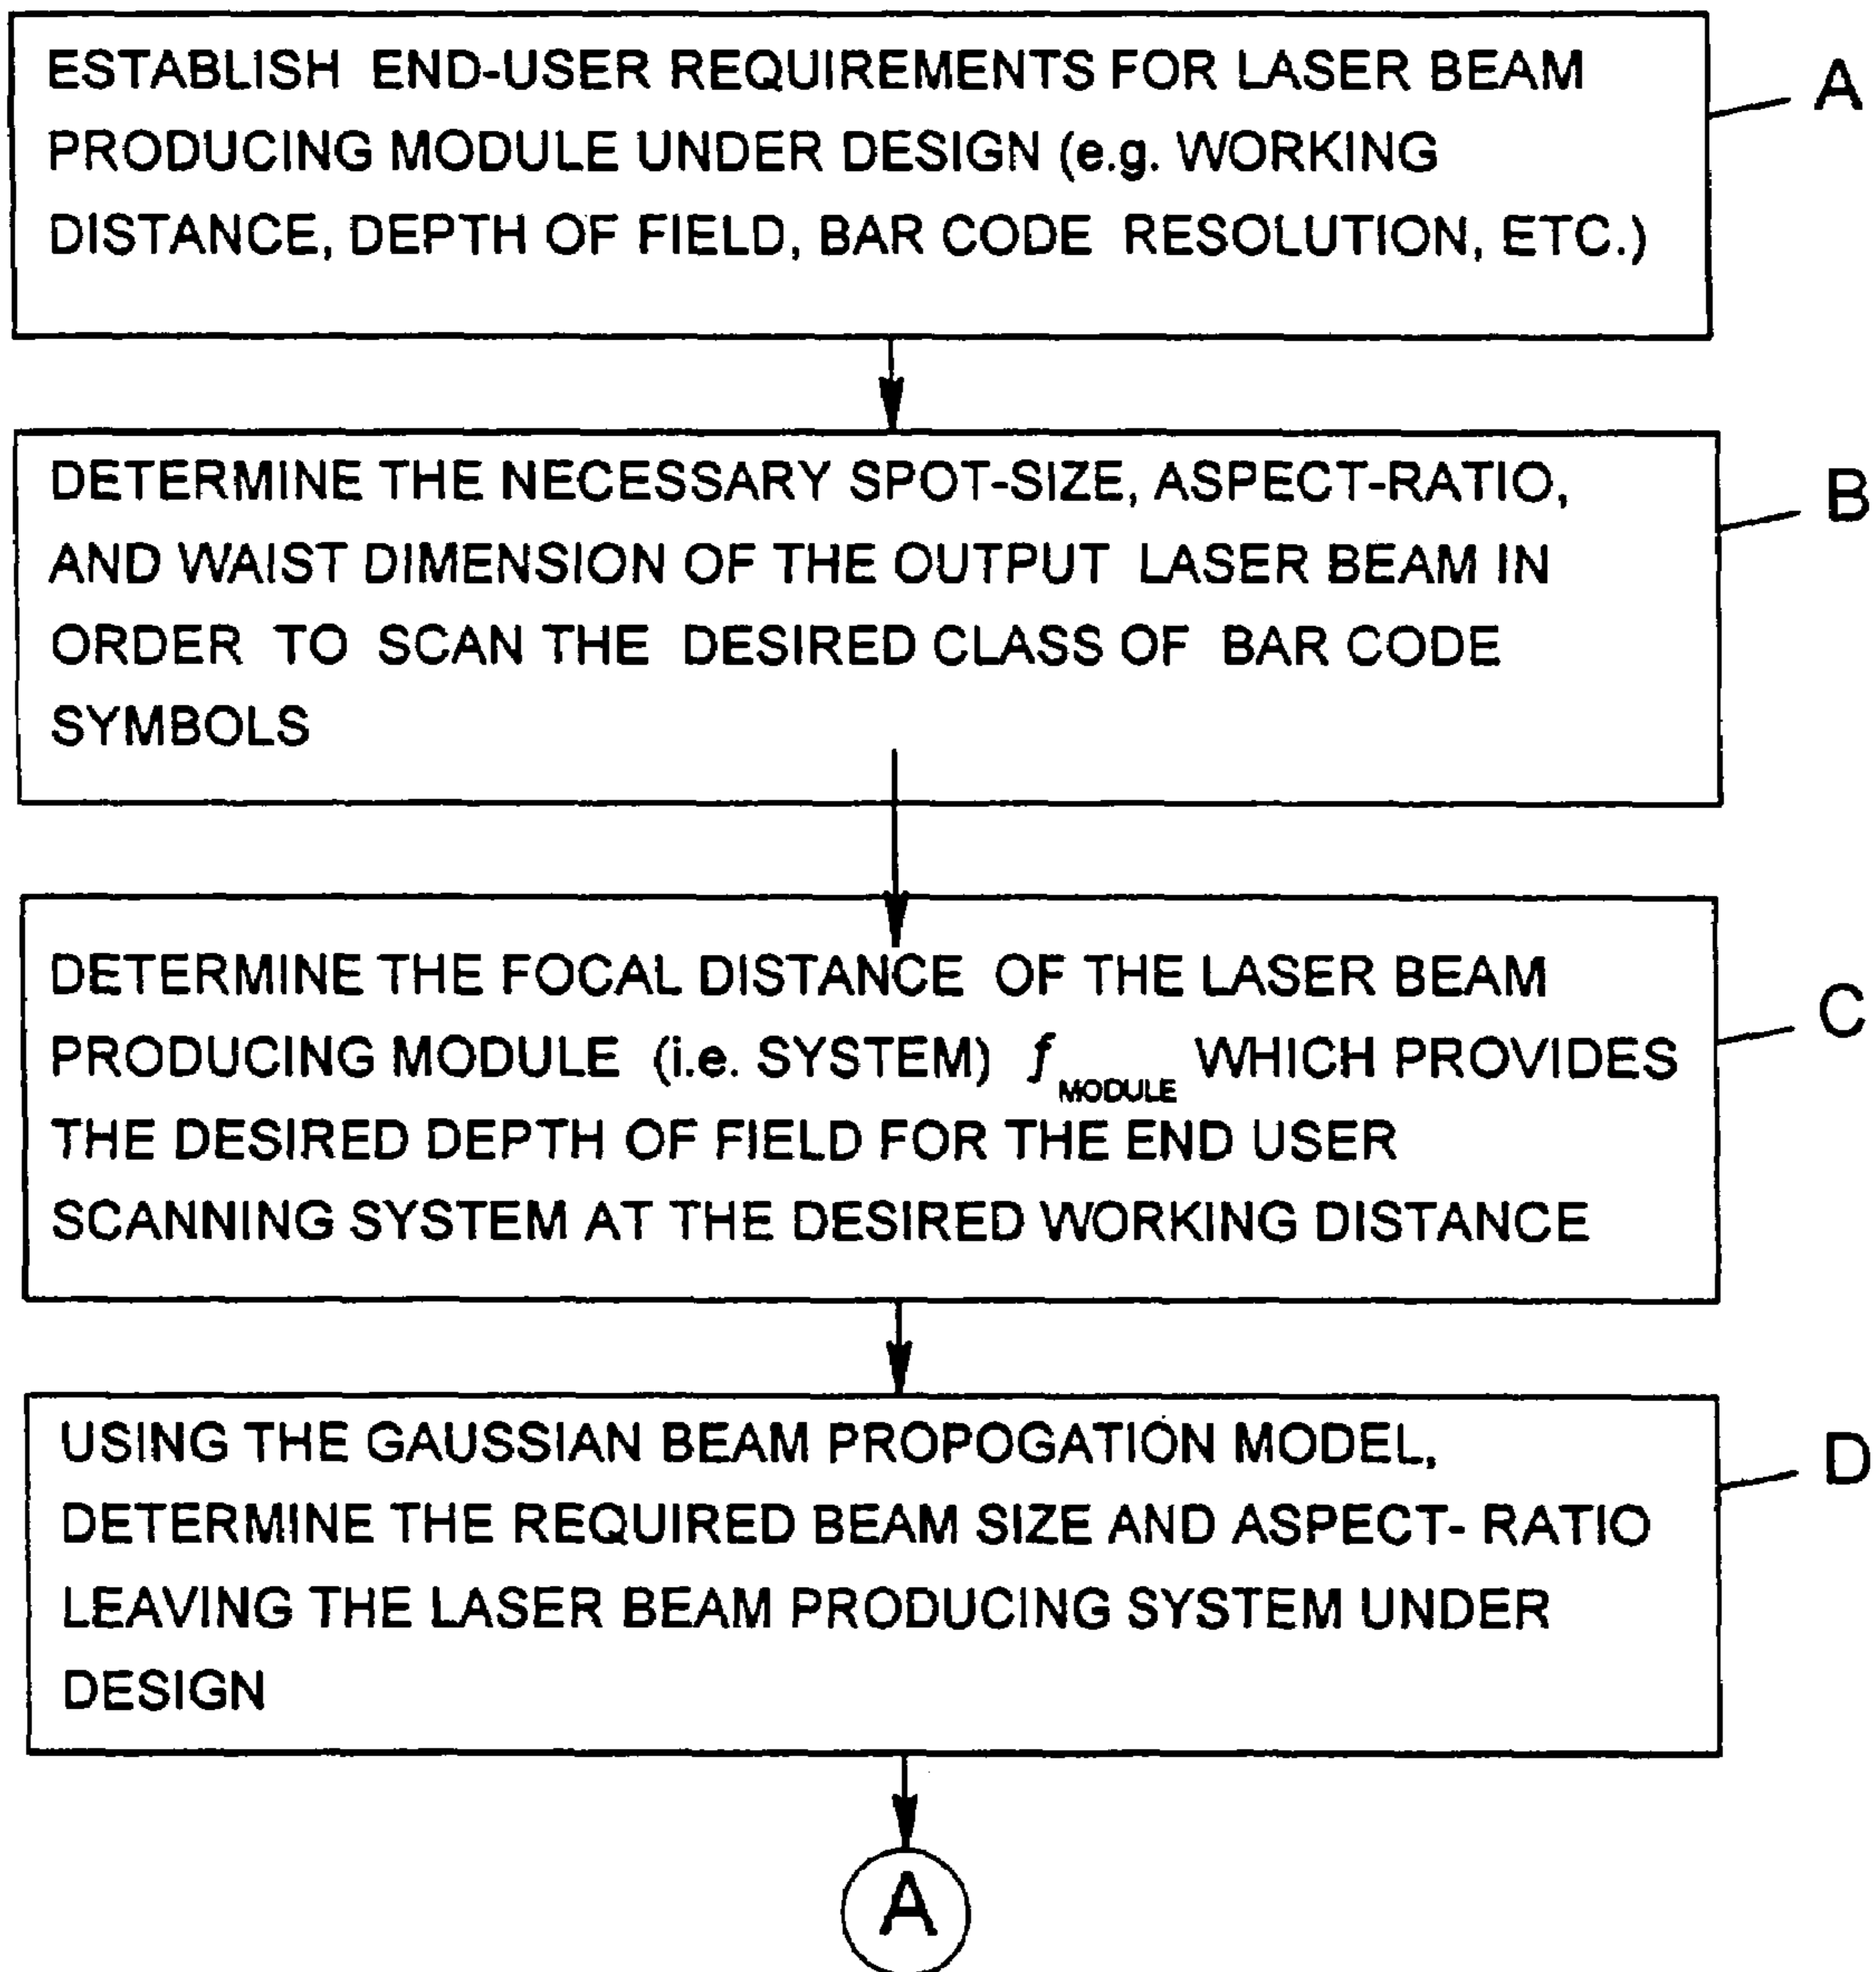 ESTABLISH END-USER REQUIREMENTS FOR LASER BEAM
PRODUCING MODULE UNDER DESIGN (e.g. WORKING
DISTANCE, DEPTH OF FIELD, BAR CODE RESOLUTION, ETC.)
A
DETERMINE THE NECESSARY SPOT-SIZE, ASPECT-RATIO,
AND WAIST DIMENSION OF THE OUTPUT LASER BEAM IN
ORDER TO SCAN THE DESIRED CLASS OF BAR CODE
SYMBOLS
B
DETERMINE THE FOCAL DISTANCE OF THE LASER BEAM
PRODUCING MODULE (i.e. SYSTEM) f MODULE WHICH PROVIDES
THE DESIRED DEPTH OF FIELD FOR THE END USER
SCANNING SYSTEM AT THE DESIRED WORKING DISTANCE
C
USING THE GAUSSIAN BEAM PROPOGATION MODEL,
DETERMINE THE REQUIRED BEAM SIZE AND ASPECT- RATIO
LEAVING THE LASER BEAM PRODUCING SYSTEM UNDER
DESIGN
D
A